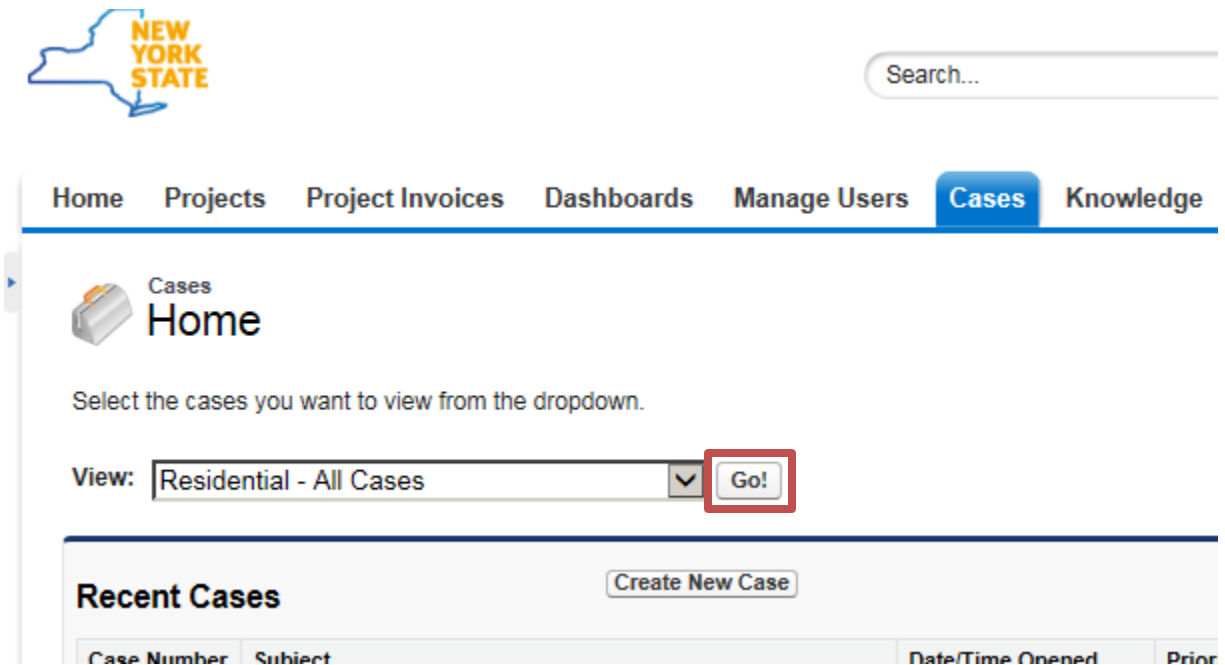 NEW
YORK
STATE
Search...
Home Projects Project Invoices Dashboards Manage Users Cases Knowledge
Cases
Home
Select the cases you want to view from the dropdown.
View: Residential - All Cases Go!
Recent Cases Create New Case
Case Number Subject Date/Time Opened Prior